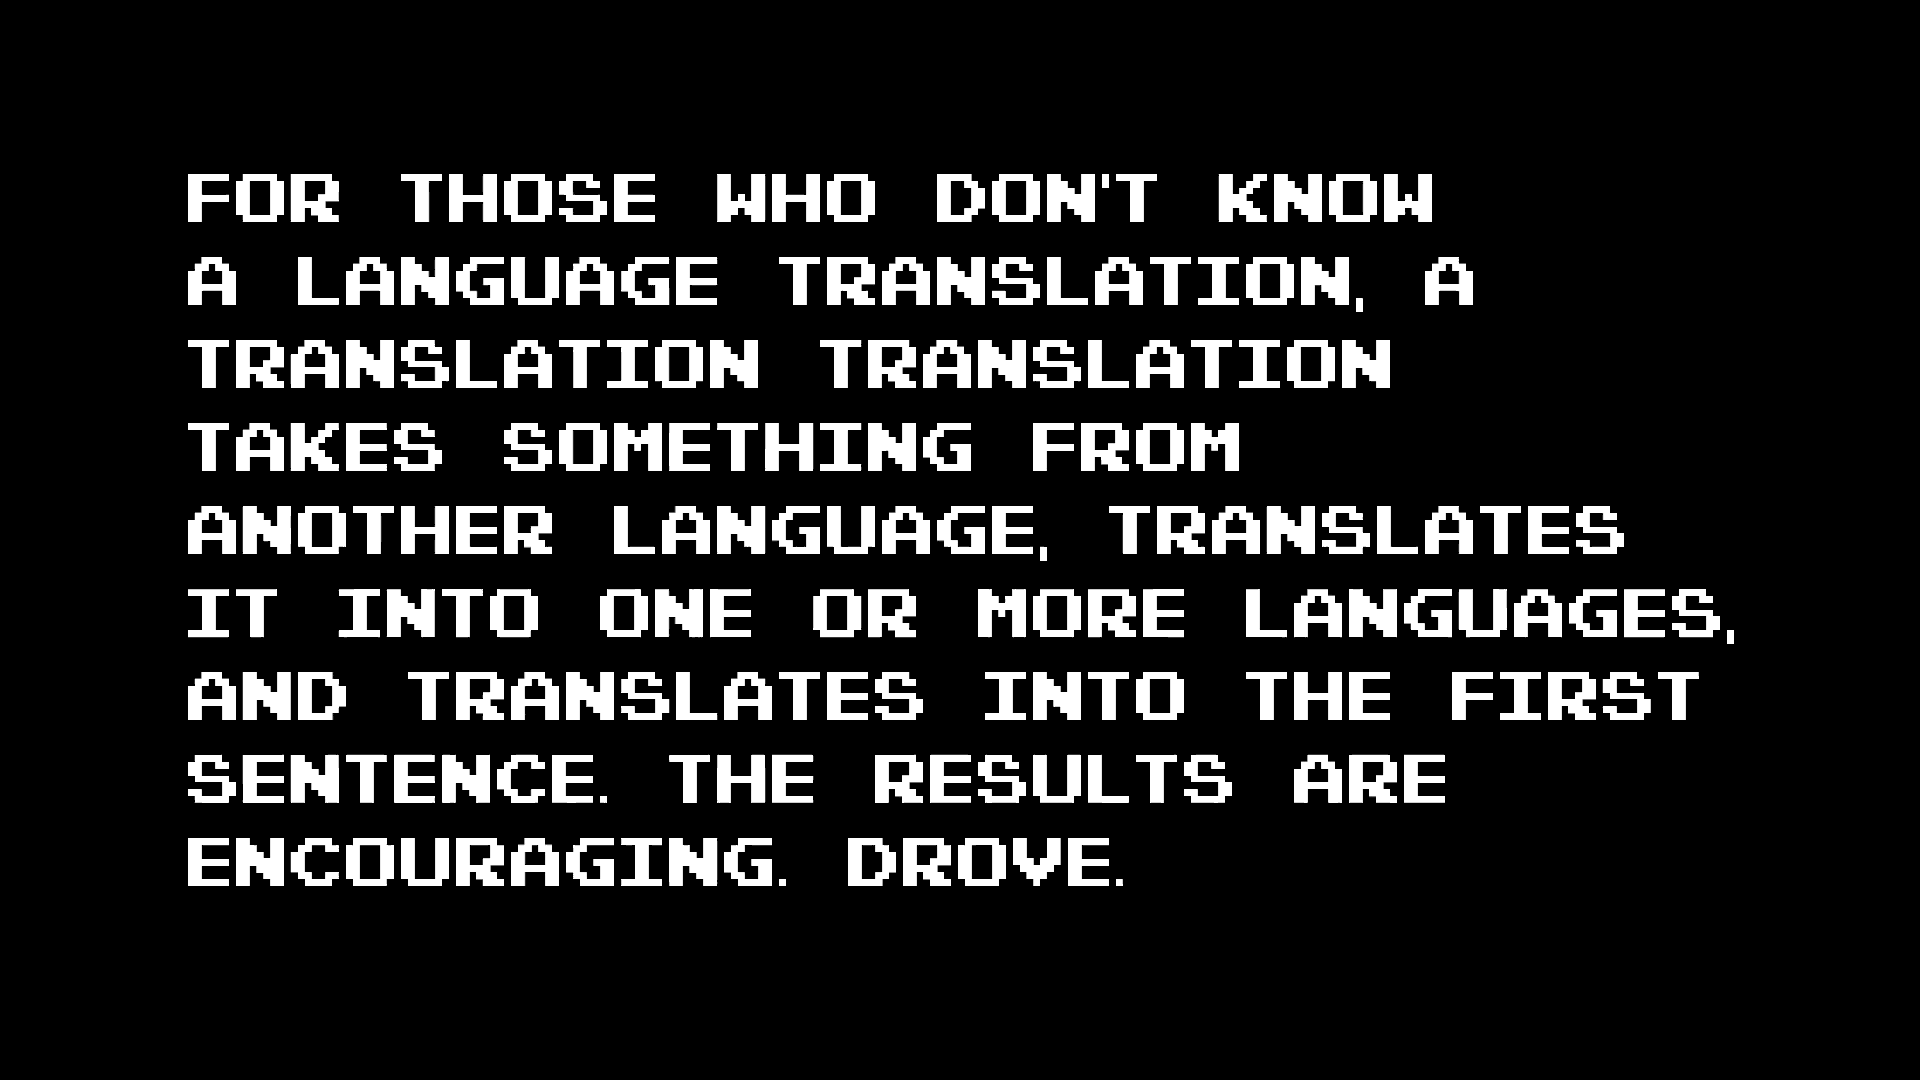 FOR THOSE WHO DON'T KNOW
A LANGUAGE TRANSLATION, A
TRANSLATION TRANSLATION
TAKES SOMETHING FROM
ANOTHER LANGUAGE, TRANSLATES
IT INTO ONE OR MORE LANGUAGES,
AND TRANSLATES INTO THE FIRST
SENTENCE. THE RESULTS ARE
ENCOURAGING. DROVE.